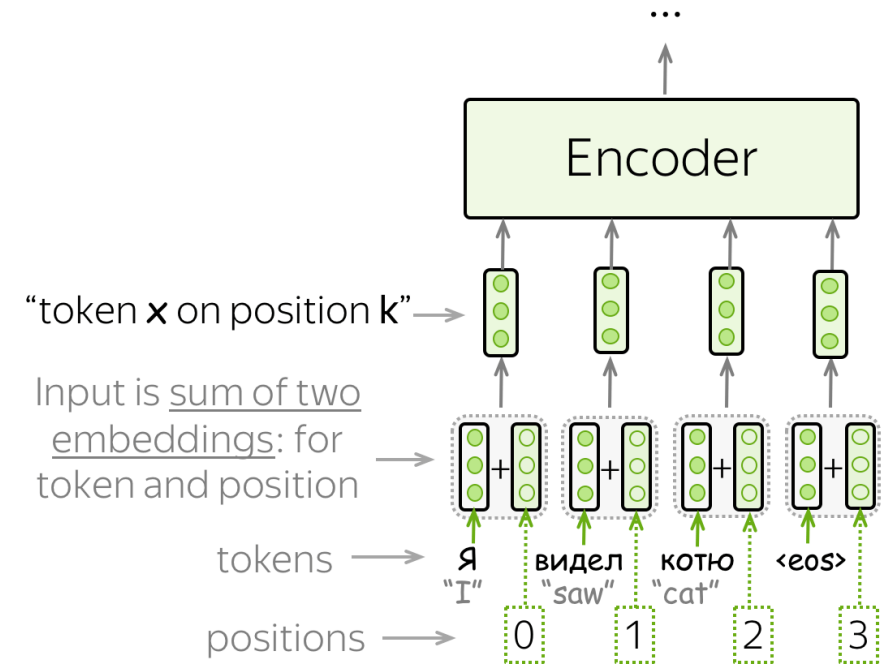 ...
Encoder
“token x on position k”
Input is sum of two
embeddings: for
token and position
+ + + +
tokens Я видел котю <eos>
“I” “saw” “cat”
positions 0 1 2 3